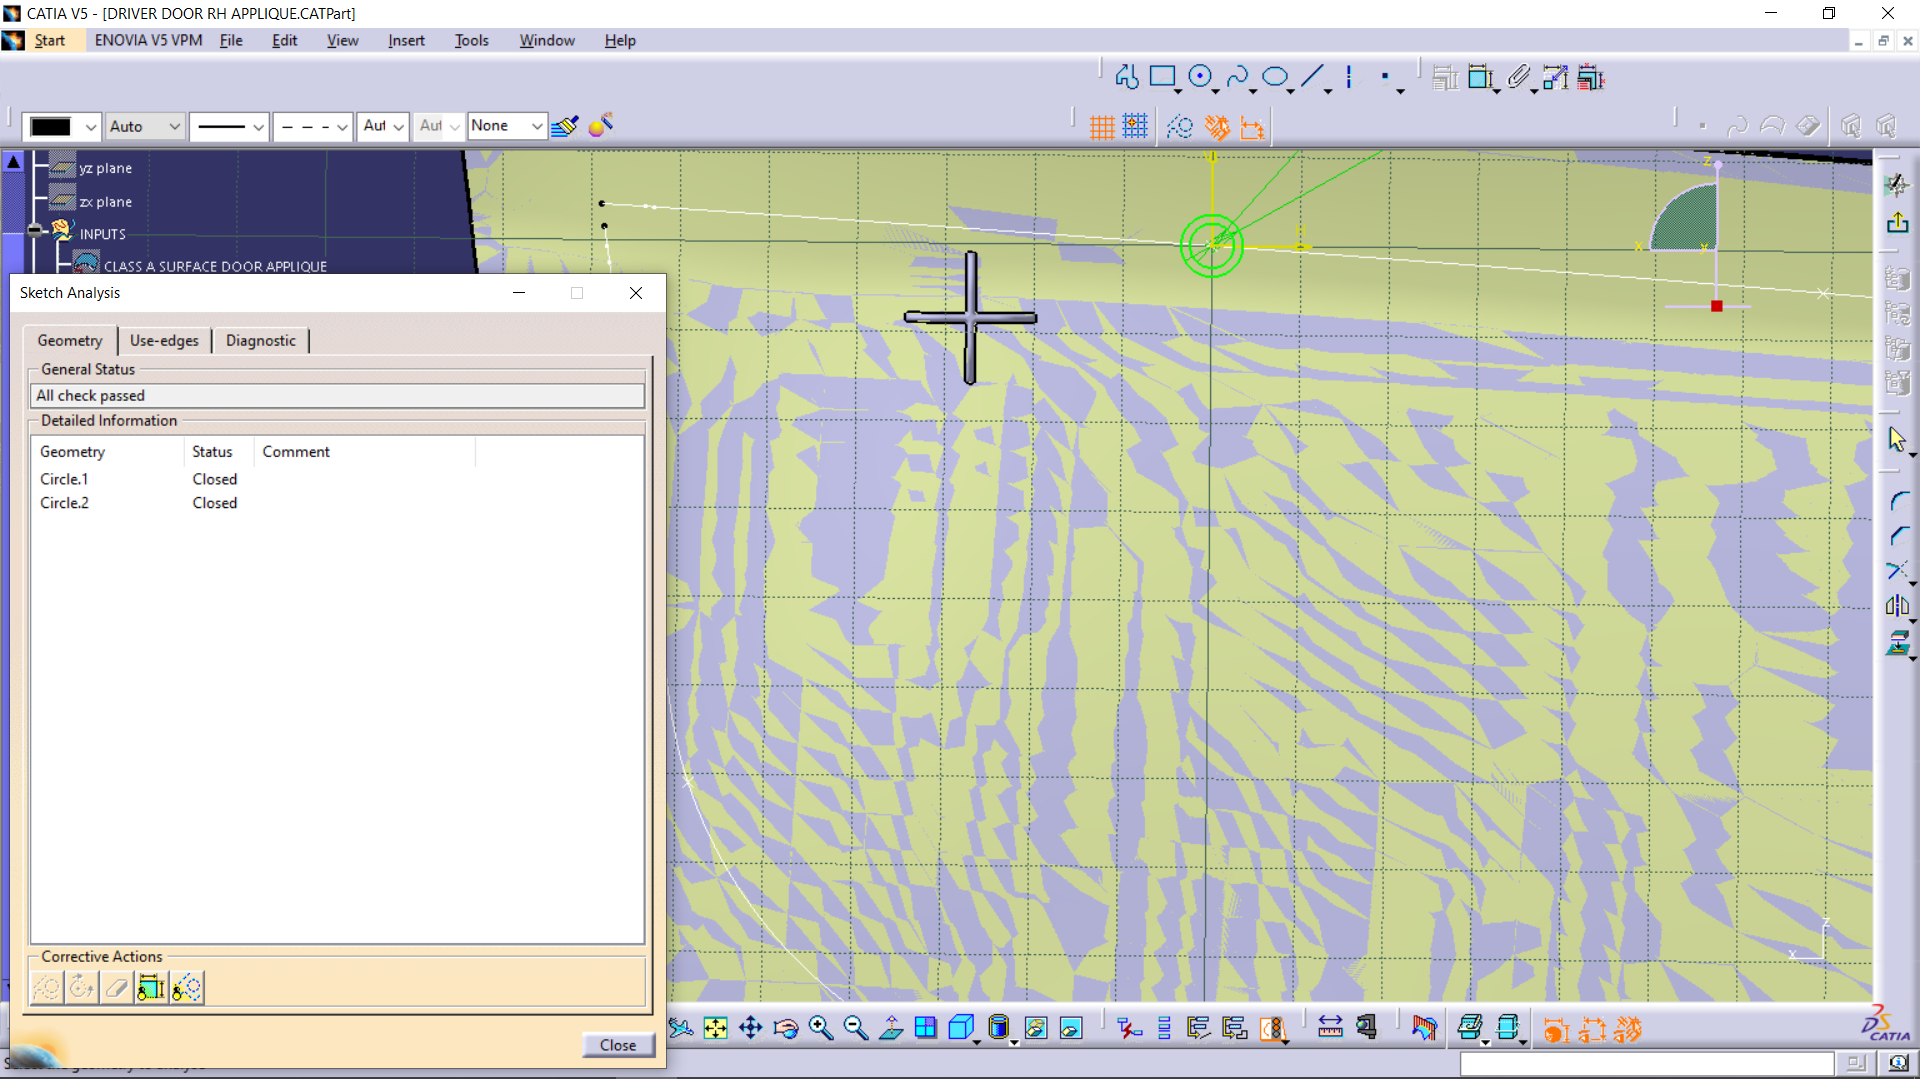 CATIA V5 - [DRIVER DOOR RH APPLIQUE.CATPart]
Start ENOVIA V5 VPM File Edit View Insert Tools Window Help
Auto Aut Aut None
yz plane
zx plane
INPUTS
CLASS A SURFACE DOOR APPLIQUE
Sketch Analysis
Geometry Use-edges Diagnostic
General Status
All check passed
Detailed Information
Geometry Status Comment
Circle.1 Closed
Circle.2 Closed
Corrective Actions
Close
z
x y
H
z
x
CATIA